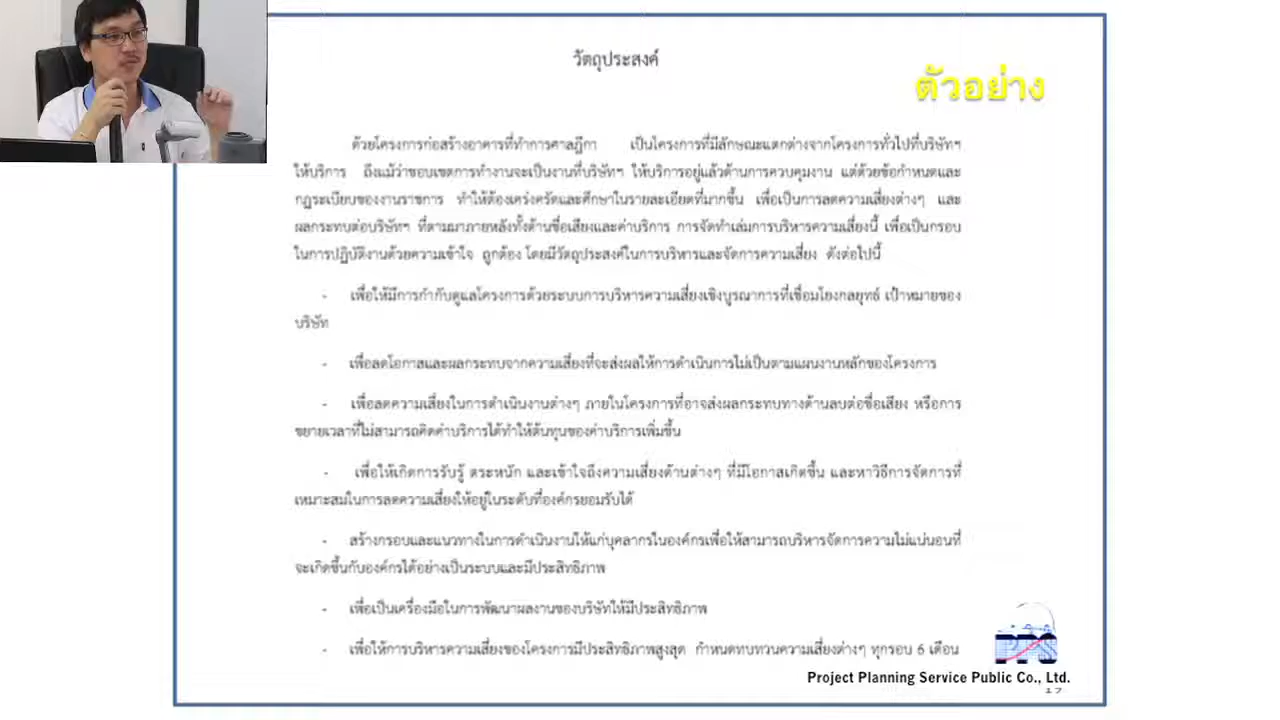 วัตถุประสงค์
ตัวอย่าง
ด้วยโครงการก่อสร้างอาคารที่ทำการศาลฎีกา เป็นโครงการที่มีลักษณะแตกต่างจากโครงการทั่วไปที่บริษัทฯ
ให้บริการ ถึงแม้ว่าขอบเขตการทำงานจะเป็นงานที่บริษัทฯ ให้บริการอยู่แล้วด้านการควบคุมงาน แต่ด้วยข้อกำหนดและ
กฎระเบียบของงานราชการ ทำให้ต้องเคร่งครัดและศึกษาในรายละเอียดที่มากขึ้น เพื่อเป็นการลดความเสี่ยงต่างๆ และ
ผลกระทบต่อบริษัทฯ ที่ตามมาภายหลังทั้งด้านชื่อเสียงและค่าบริการ การจัดทำเล่มการบริหารความเสี่ยงนี้ เพื่อเป็นกรอบ
ในการปฏิบัติงานด้วยความเข้าใจ ถูกต้อง โดยมีวัตถุประสงค์ในการบริหารและจัดการความเสี่ยง ดังต่อไปนี้
- เพื่อให้มีการกำกับดูแลโครงการด้วยระบบการบริหารความเสี่ยงเชิงบูรณาการที่เชื่อมโยงกลยุทธ์ เป้าหมายของ
บริษัท
- เพื่อลดโอกาสและผลกระทบจากความเสี่ยงที่จะส่งผลให้การดำเนินการไม่เป็นตามแผนงานหลักของโครงการ
- เพื่อลดความเสี่ยงในการดำเนินงานต่างๆ ภายในโครงการที่อาจส่งผลกระทบทางด้านลบต่อชื่อเสียง หรือการ
ขยายเวลาที่ไม่สามารถคิดค่าบริการได้ทำให้ต้นทุนของค่าบริการเพิ่มขึ้น
- เพื่อให้เกิดการรับรู้ ตระหนัก และเข้าใจถึงความเสี่ยงด้านต่างๆ ที่มีโอกาสเกิดขึ้น และหาวิธีการจัดการที่
เหมาะสมในการลดความเสี่ยงให้อยู่ในระดับที่องค์กรยอมรับได้
- สร้างกรอบและแนวทางในการดำเนินงานให้แก่บุคลากรในองค์กรเพื่อให้สามารถบริหารจัดการความไม่แน่นอนที่
จะเกิดขึ้นกับองค์กรได้อย่างเป็นระบบและมีประสิทธิภาพ
- เพื่อเป็นเครื่องมือในการพัฒนาผลงานของบริษัทให้มีประสิทธิภาพ
- เพื่อให้การบริหารความเสี่ยงของโครงการมีประสิทธิภาพสูงสุด กำหนดทบทวนความเสี่ยงต่างๆ ทุกรอบ 6 เดือน
PPS
Project Planning Service Public Co., Ltd.